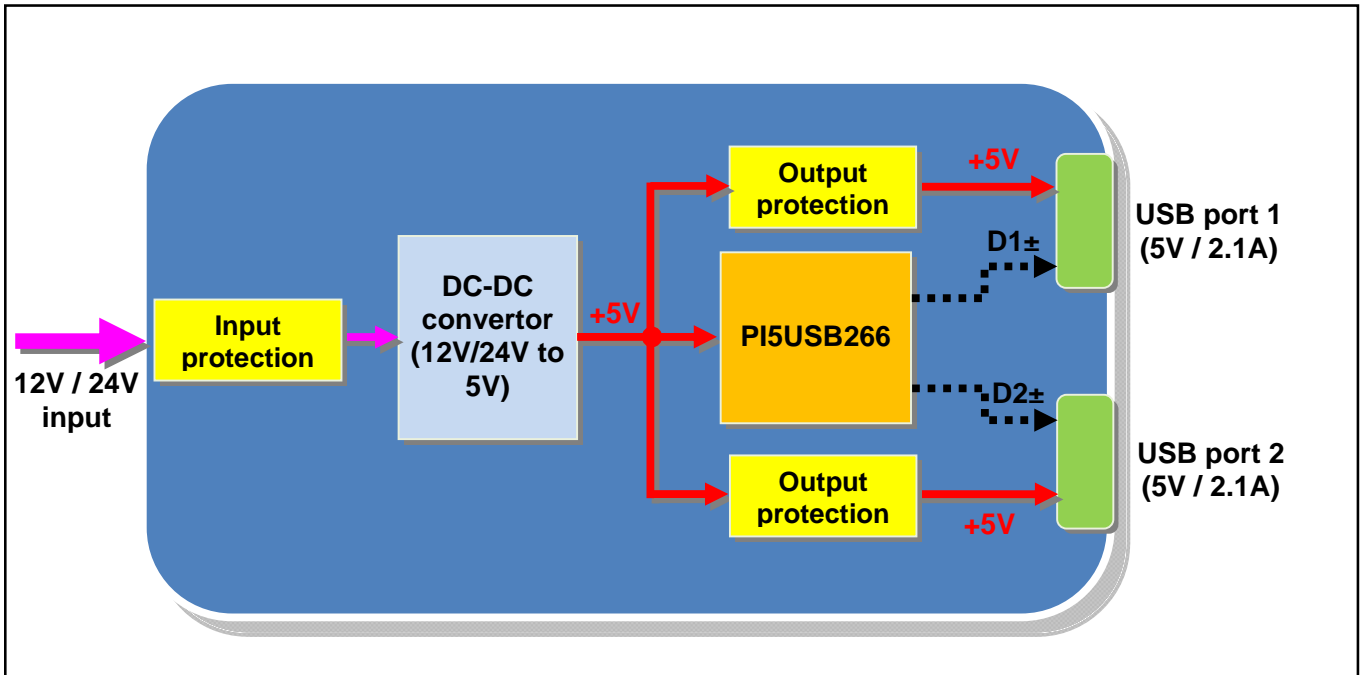 12V / 24V
input
Input
protection
DC-DC
convertor
(12V/24V to
5V)
+5V
Output
protection
+5V
PI5USB266
D1±
D2±
Output
protection
+5V
USB port 1
(5V / 2.1A)
USB port 2
(5V / 2.1A)